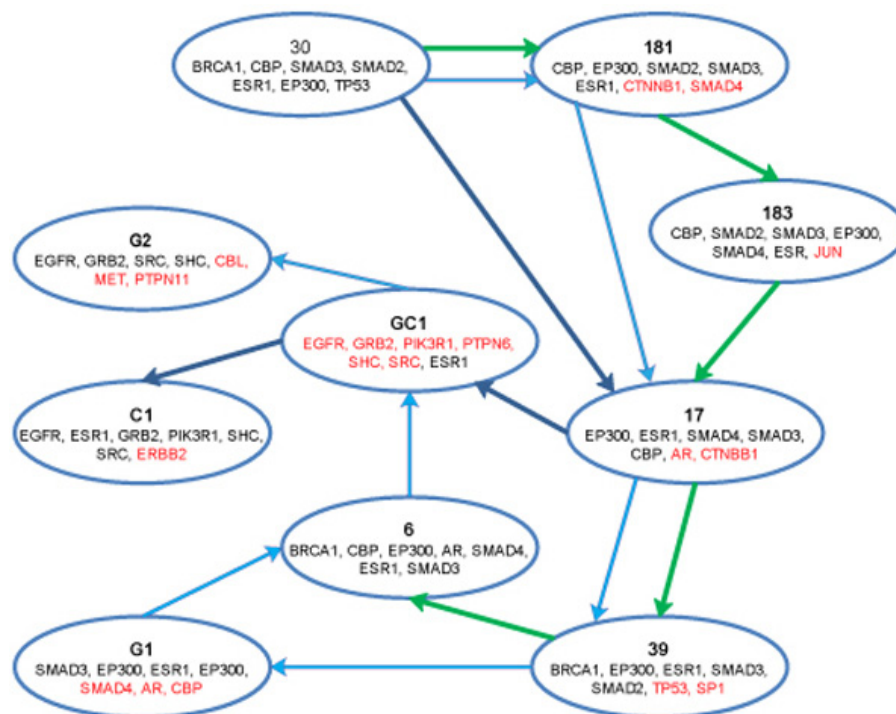 30
BRCA1, CBP, SMAD3, SMAD2,
ESR1, EP300, TP53
181
CBP, EP300, SMAD2, SMAD3,
ESR1, CTNNB1, SMAD4
183
CBP, SMAD2, SMAD3, EP300,
SMAD4, ESR, JUN
G2
EGFR, GRB2, SRC, SHC, CBL,
MET, PTPN11
GC1
EGFR, GRB2, PIK3R1, PTPN6,
SHC, SRC, ESR1
C1
EGFR, ESR1, GRB2, PIK3R1, SHC,
SRC, ERBB2
17
EP300, ESR1, SMAD4, SMAD3,
CBP, AR, CTNBB1
6
BRCA1, CBP, EP300, AR, SMAD4,
ESR1, SMAD3
G1
SMAD3, EP300, ESR1, EP300,
SMAD4, AR, CBP
39
BRCA1, EP300, ESR1, SMAD3,
SMAD2, TP53, SP1